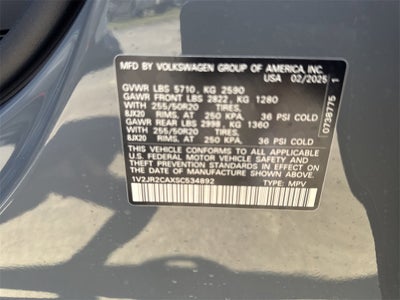 MFD BY VOLKSWAGEN GROUP OF AMERICA, INC.
USA 02/2025
GVWR LBS 5710, KG 2590
GAWR FRONT LBS 2822, KG 1280
WITH 255/50R20 TIRES,
8JX20 RIMS, AT 250 KPA, 36 PSI COLD
GAWR REAR LBS 2998, KG 1360
WITH 255/50R20 TIRES,
8JX20 RIMS, AT 250 KPA, 36 PSI COLD
THIS VEHICLE CONFORMS TO ALL APPLICABLE
U.S. FEDERAL MOTOR VEHICLE SAFETY AND
THEFT PREVENTION STANDARDS IN EFFECT
ON THE DATE OF MANUFACTURE SHOWN ABOVE.
1V2JR2CAXSC534892 TYPE: MPV
0738775 1